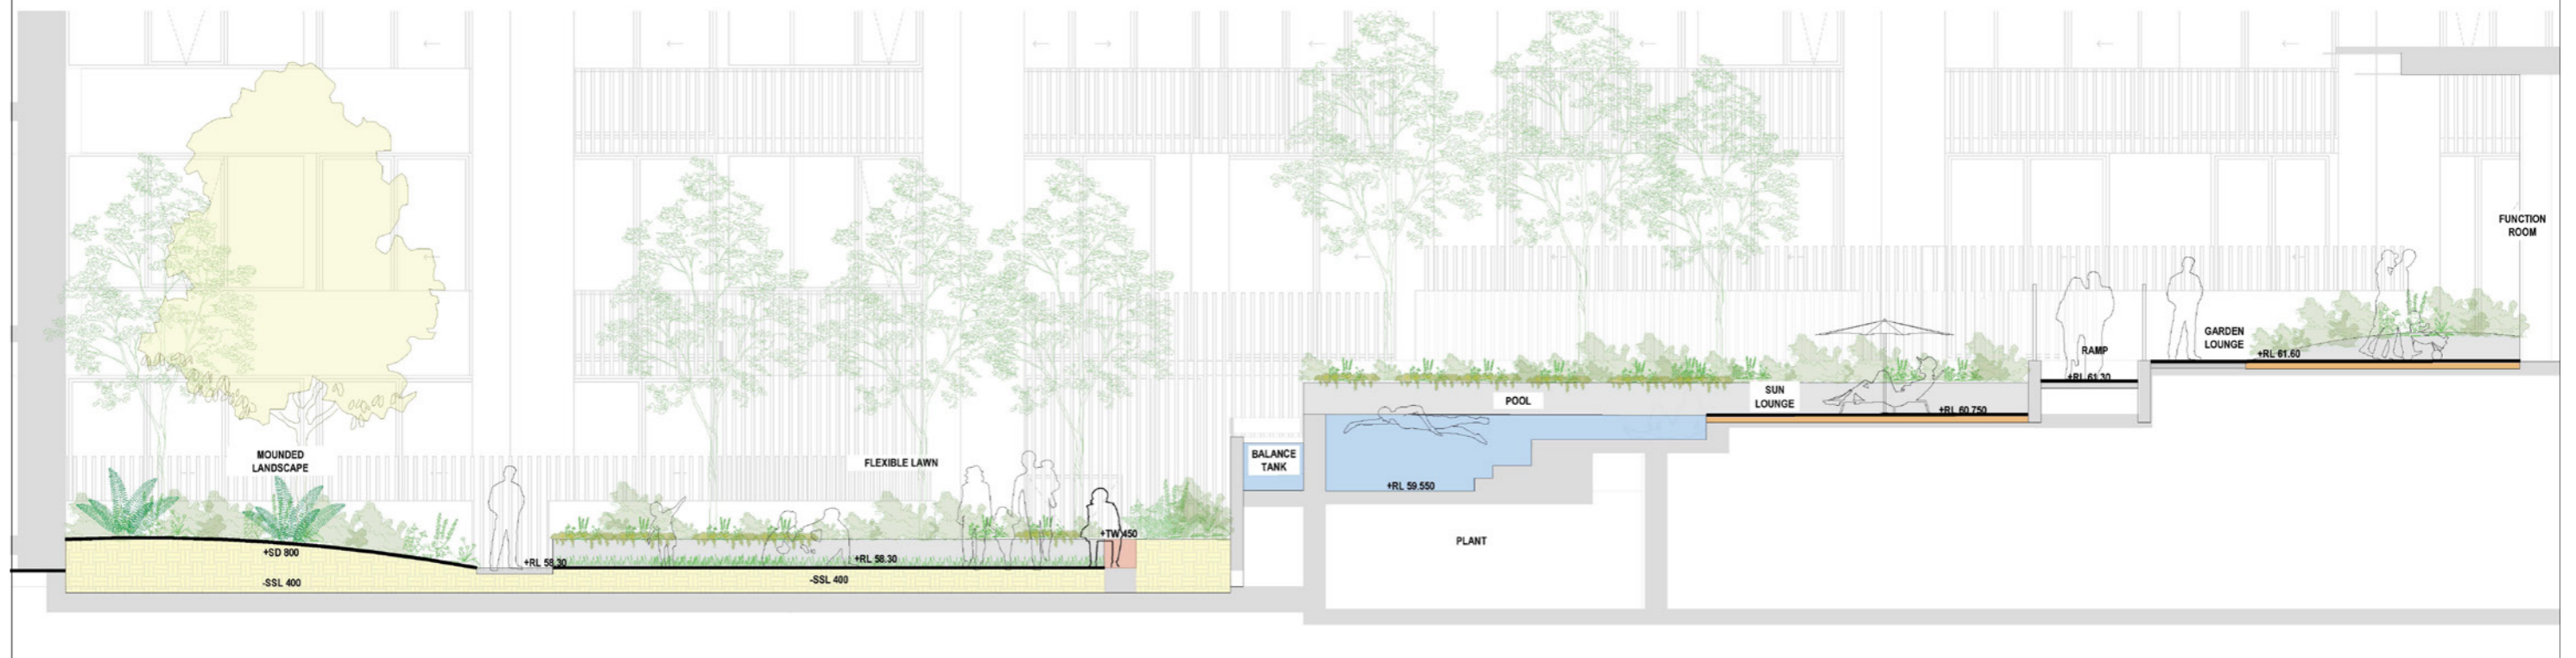 MOUNDED
LANDSCAPE
+SD 800
-SSL 400
+RL 58.30
FLEXIBLE LAWN
+RL 58.30
-SSL 400
+TW 450
BALANCE
TANK
POOL
+RL 59.550
PLANT
SUN
LOUNGE
+RL 60.750
RAMP
+RL 61.30
GARDEN
LOUNGE
+RL 61.60
FUNCTION
ROOM